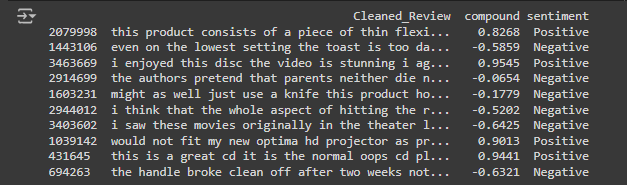 Cleaned_Review compound sentiment
2079998 this product consists of a piece of thin flexi... 0.8268 Positive
1443106 even on the lowest setting the toast is too da... -0.5859 Negative
3463669 i enjoyed this disc the video is stunning i ag... 0.9545 Positive
2914699 the authors pretend that parents neither die n... -0.0654 Negative
1603231 might as well just use a knife this product ho... -0.1779 Negative
2944012 i think that the whole aspect of hitting the r... -0.5202 Negative
3403602 i saw these movies originally in the theater l... -0.6425 Negative
1039142 would not fit my new optima hd projector as pr... 0.9013 Positive
431645 this is a great cd it is the normal oops cd pl... 0.9441 Positive
694263 the handle broke clean off after two weeks not... -0.6321 Negative